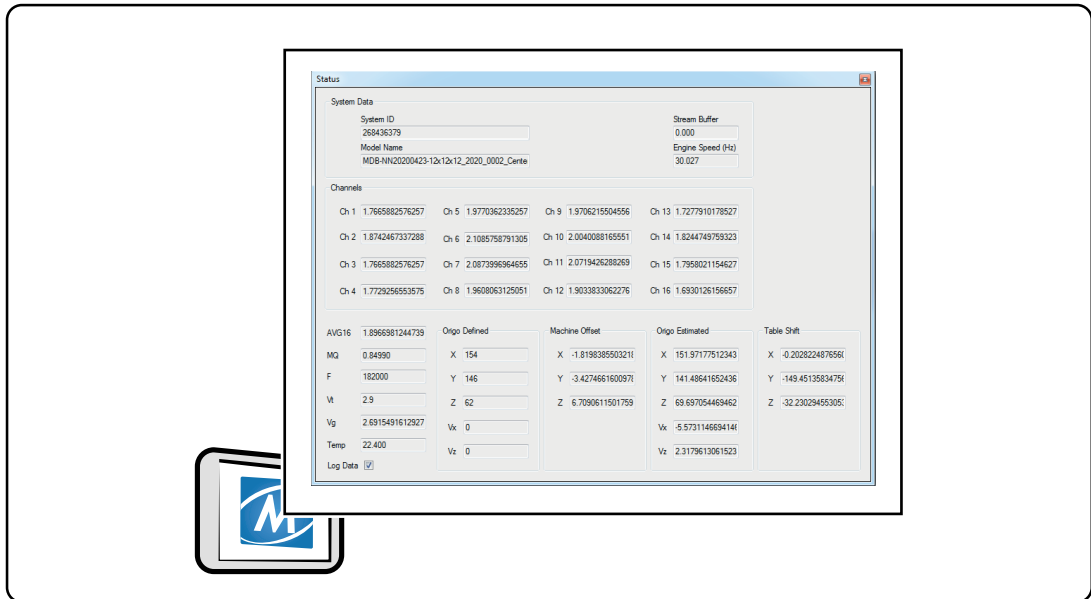 Status
System Data
System ID
268436379
Stream Buffer
0.000
Model Name
MDB-NN20200423-12x12x12_2020_0002_Cente
Engine Speed (Hz)
30.027
Channels
Ch 1 1.7665882576257 Ch 5 1.9770362335257 Ch 9 1.9706215504556 Ch 13 1.7277910178527
Ch 2 1.8742467337288 Ch 6 2.1085758791305 Ch 10 2.0040088165551 Ch 14 1.8244759759323
Ch 3 1.7665882576257 Ch 7 2.0873996964655 Ch 11 2.0719426288269 Ch 15 1.7958021154627
Ch 4 1.7729256553575 Ch 8 1.9608063125051 Ch 12 1.9033833062276 Ch 16 1.6930126156657
AVG16 1.8966981244739
MQ 0.84990
F 182000
Vt 2.9
Vg 2.6915491612927
Temp 22.400
Log Data
Origo Defined
X 154
Y 146
Z 62
Vx 0
Vz 0
Machine Offset
X -1.8198385503218
Y -3.4274661600978
Z 6.7090611501759
Origo Estimated
X 151.97177512343
Y 141.48641652436
Z 69.697054469462
Vx -5.573114669414
Vz 2.3179613061523
Table Shift
X -0.202822487656
Y -149.4513583475
Z -32.230294553053
M